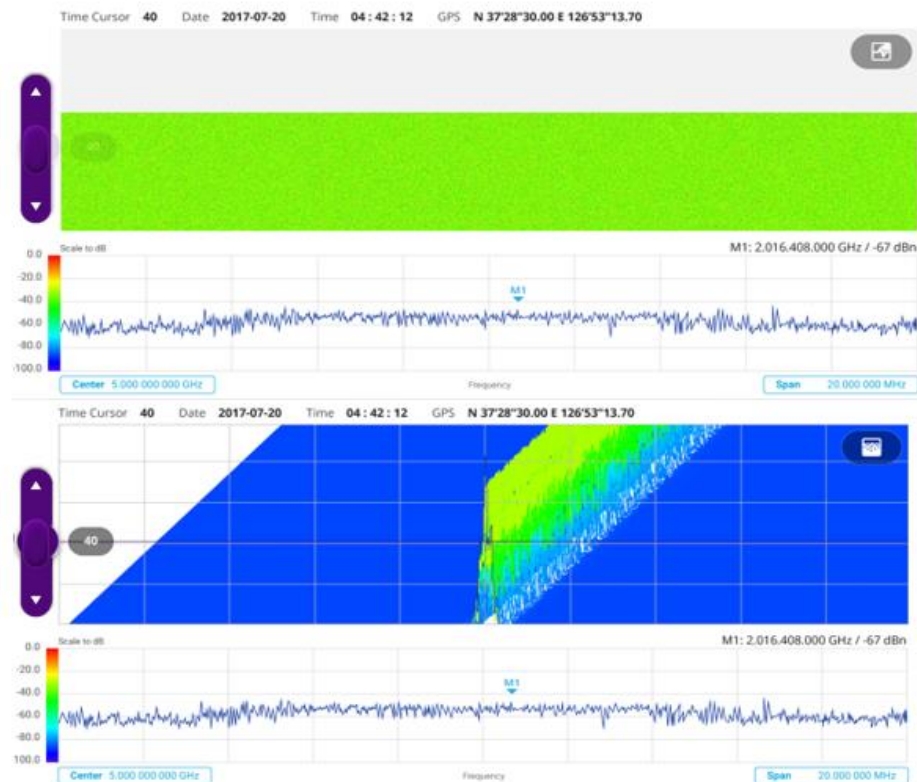 Time Cursor 40 Date 2017-07-20 Time 04 : 42 : 12 GPS N 37'28"30.00 E 126'53"13.70
40
Scale to dB
M1: 2.016.408.000 GHz / -67 dBn
0.0
-20.0
-40.0
-60.0
-80.0
-100.0
M1
Center 5.000 000 000 GHz
Frequency
Span 20.000 000 MHz
Time Cursor 40 Date 2017-07-20 Time 04 : 42 : 12 GPS N 37'28"30.00 E 126'53"13.70
40
Scale to dB
M1: 2.016.408.000 GHz / -67 dBn
0.0
-20.0
-40.0
-60.0
-80.0
100.0
M1
Center 5.000 000 000 GHz
Frequency
Span 20.000 000 MHz